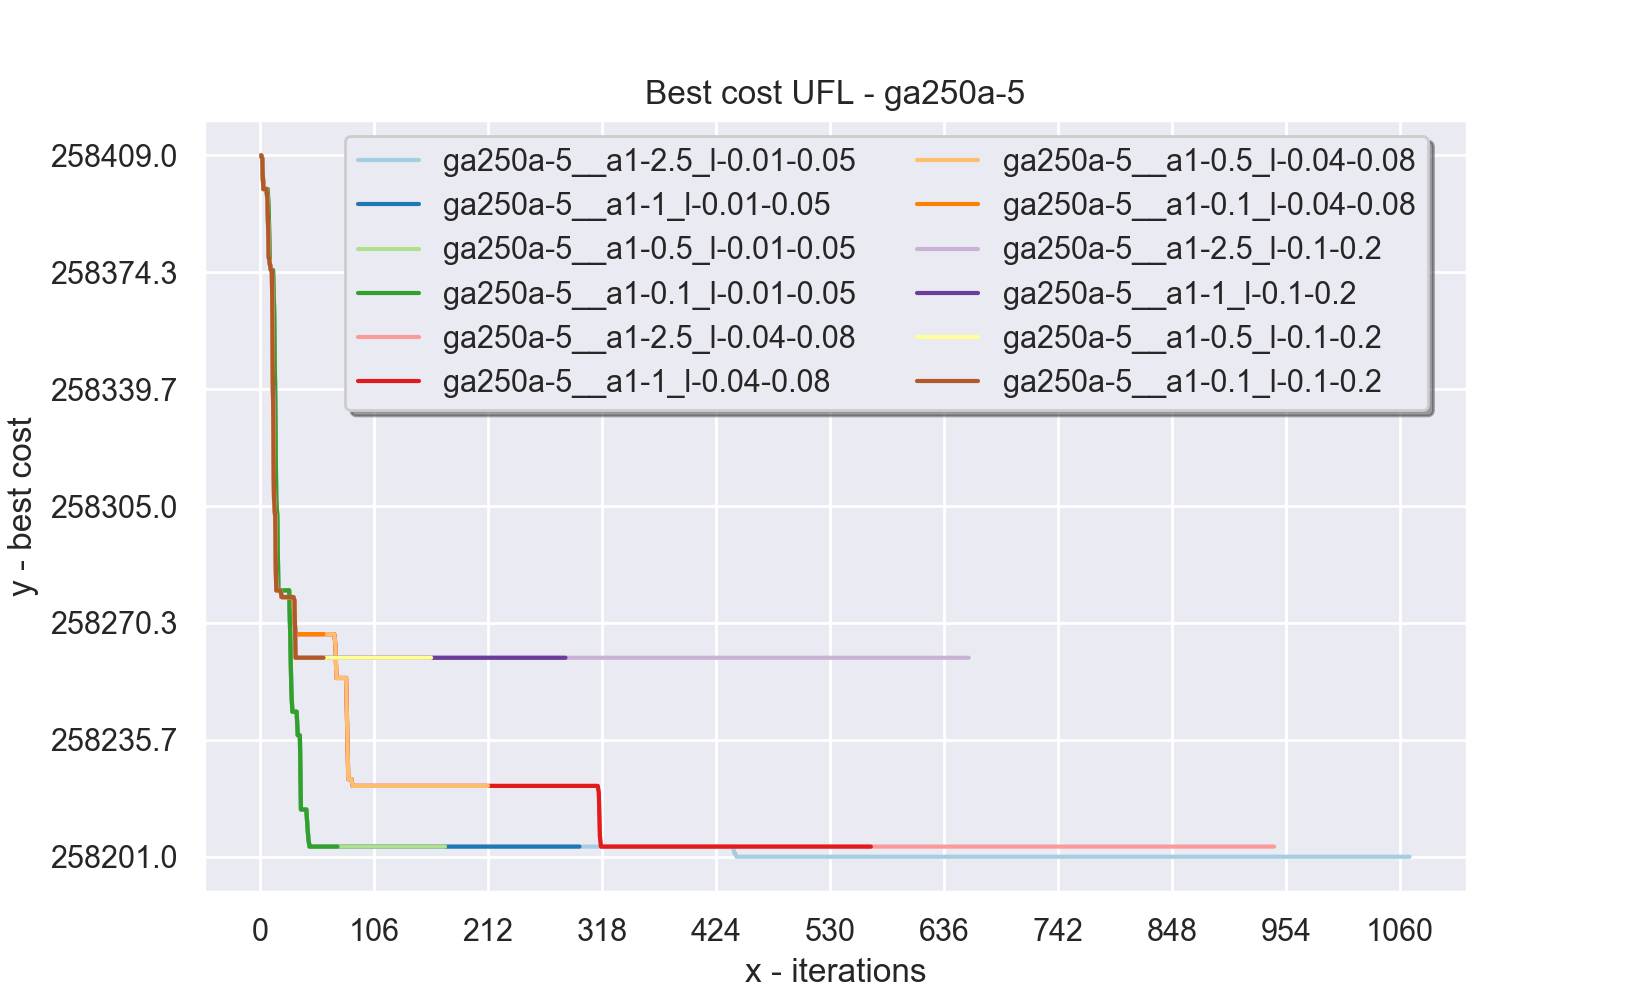 Best cost UFL - ga250a-5
y - best cost
258409.0
258374.3
258339.7
258305.0
258270.3
258235.7
258201.0
ga250a-5__a1-2.5_l-0.01-0.05
ga250a-5__a1-1_l-0.01-0.05
ga250a-5__a1-0.5_l-0.01-0.05
ga250a-5__a1-0.1_l-0.01-0.05
ga250a-5__a1-2.5_l-0.04-0.08
ga250a-5__a1-1_l-0.04-0.08
ga250a-5__a1-0.5_l-0.04-0.08
ga250a-5__a1-0.1_l-0.04-0.08
ga250a-5__a1-2.5_l-0.1-0.2
ga250a-5__a1-1_l-0.1-0.2
ga250a-5__a1-0.5_l-0.1-0.2
ga250a-5__a1-0.1_l-0.1-0.2
0 106 212 318 424 530 636 742 848 954 1060
x - iterations